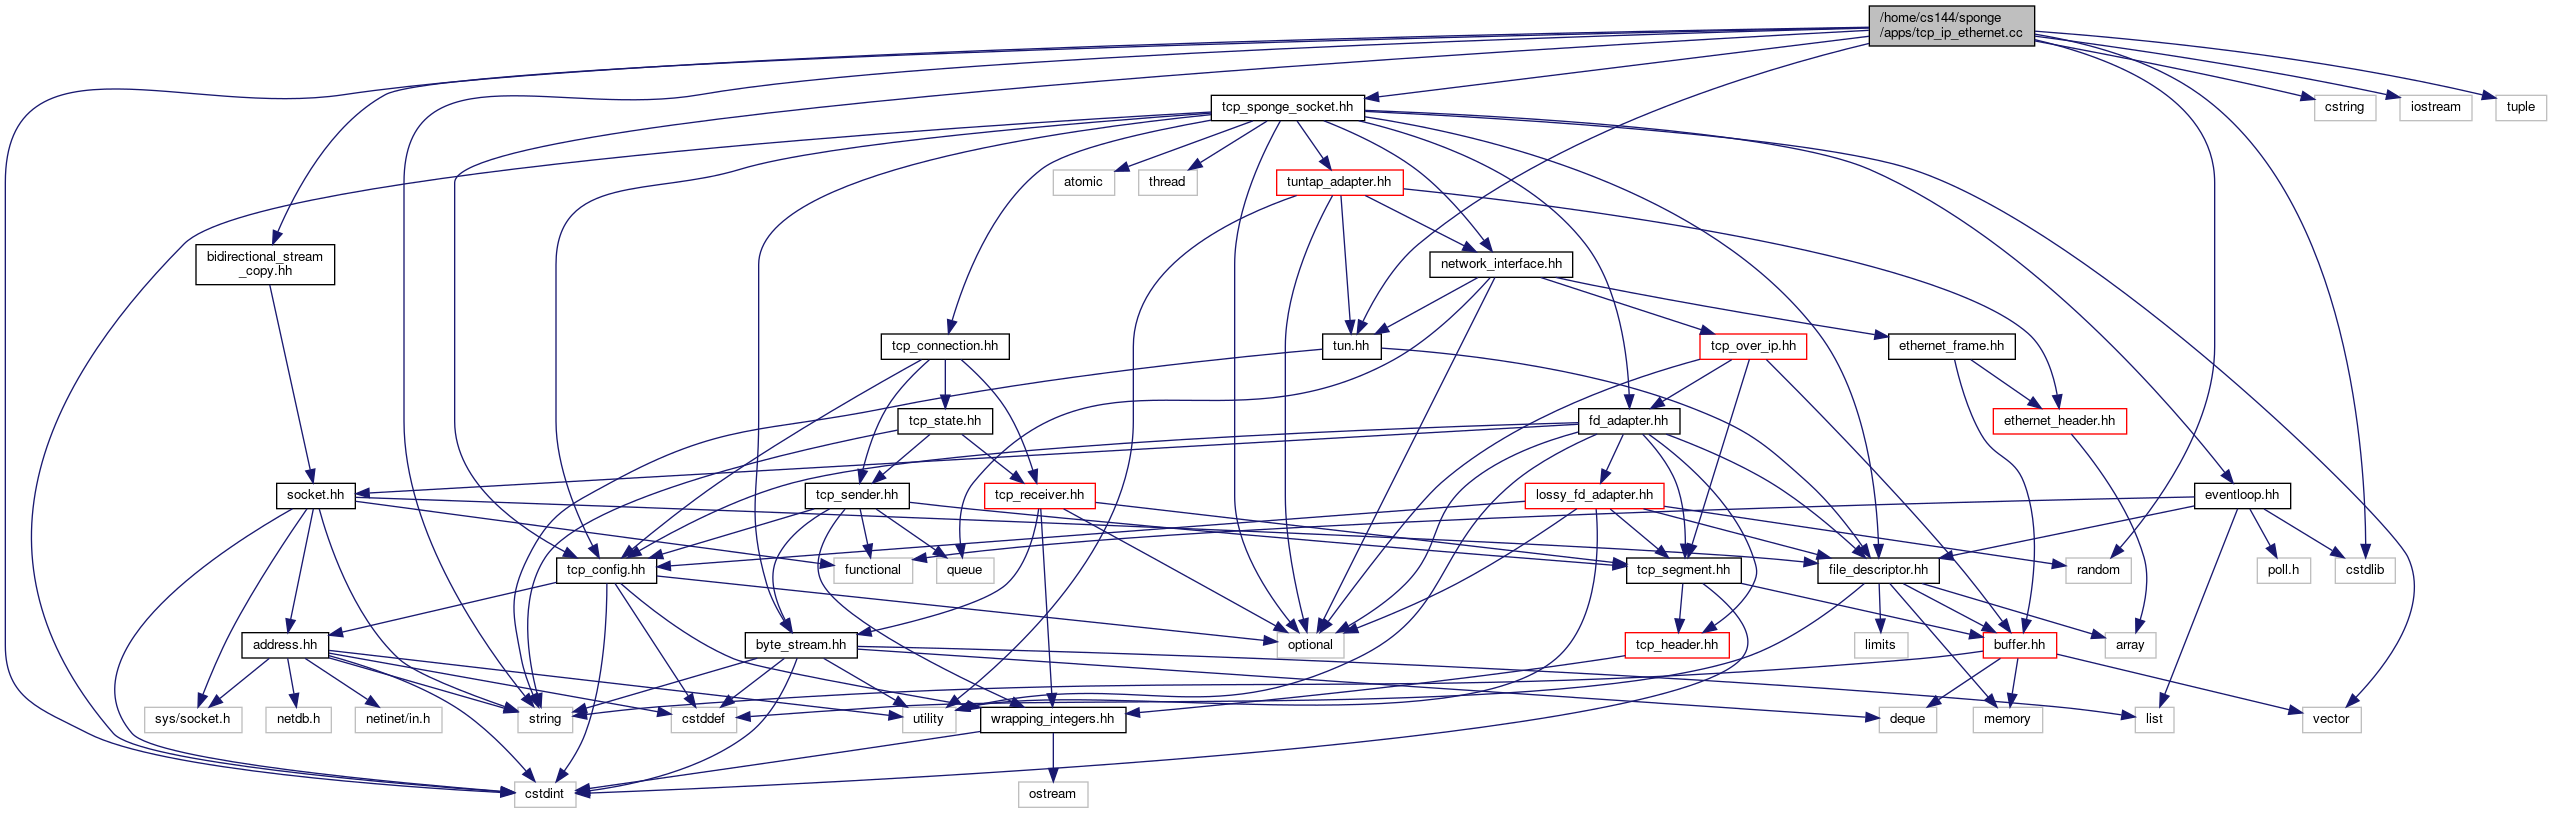 /home/cs144/sponge
/apps/tcp_ip_ethernet.cc
tcp_sponge_socket.hh
cstring
iostream
tuple
atomic
thread
tuntap_adapter.hh
bidirectional_stream
_copy.hh
network_interface.hh
tcp_connection.hh
tun.hh
tcp_over_ip.hh
ethernet_frame.hh
tcp_state.hh
fd_adapter.hh
ethernet_header.hh
socket.hh
tcp_sender.hh
tcp_receiver.hh
lossy_fd_adapter.hh
eventloop.hh
tcp_config.hh
functional
queue
tcp_segment.hh
file_descriptor.hh
random
poll.h
cstdlib
address.hh
byte_stream.hh
optional
tcp_header.hh
limits
buffer.hh
array
sys/socket.h
netdb.h
netinet/in.h
string
cstddef
utility
wrapping_integers.hh
deque
memory
list
vector
cstdint
ostream